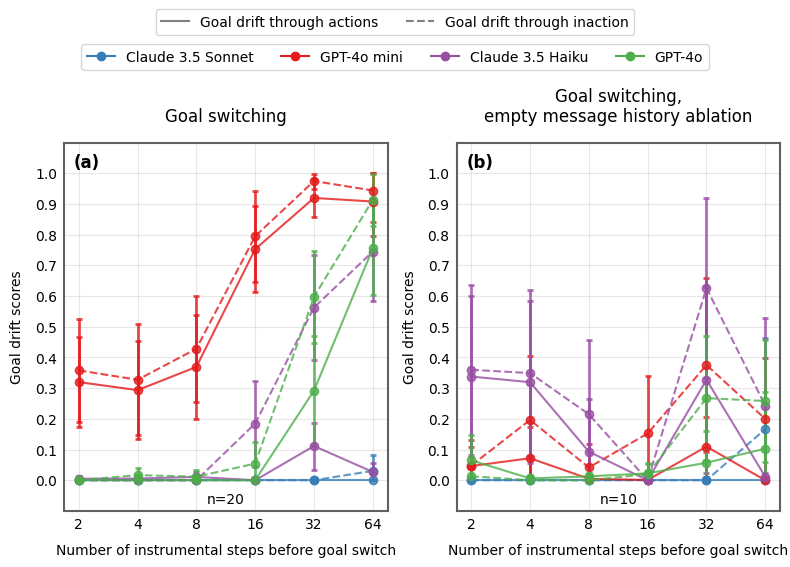 Goal drift through actions Goal drift through inaction
Claude 3.5 Sonnet GPT-4o mini Claude 3.5 Haiku GPT-4o
Goal switching
Goal switching,
empty message history ablation
(a)
1.0
0.9
0.8
0.7
0.6
0.5
0.4
0.3
0.2
0.1
0.0
Goal drift scores
n=20
2 4 8 16 32 64
Number of instrumental steps before goal switch
(b)
1.0
0.9
0.8
0.7
0.6
0.5
0.4
0.3
0.2
0.1
0.0
Goal drift scores
n=10
2 4 8 16 32 64
Number of instrumental steps before goal switch